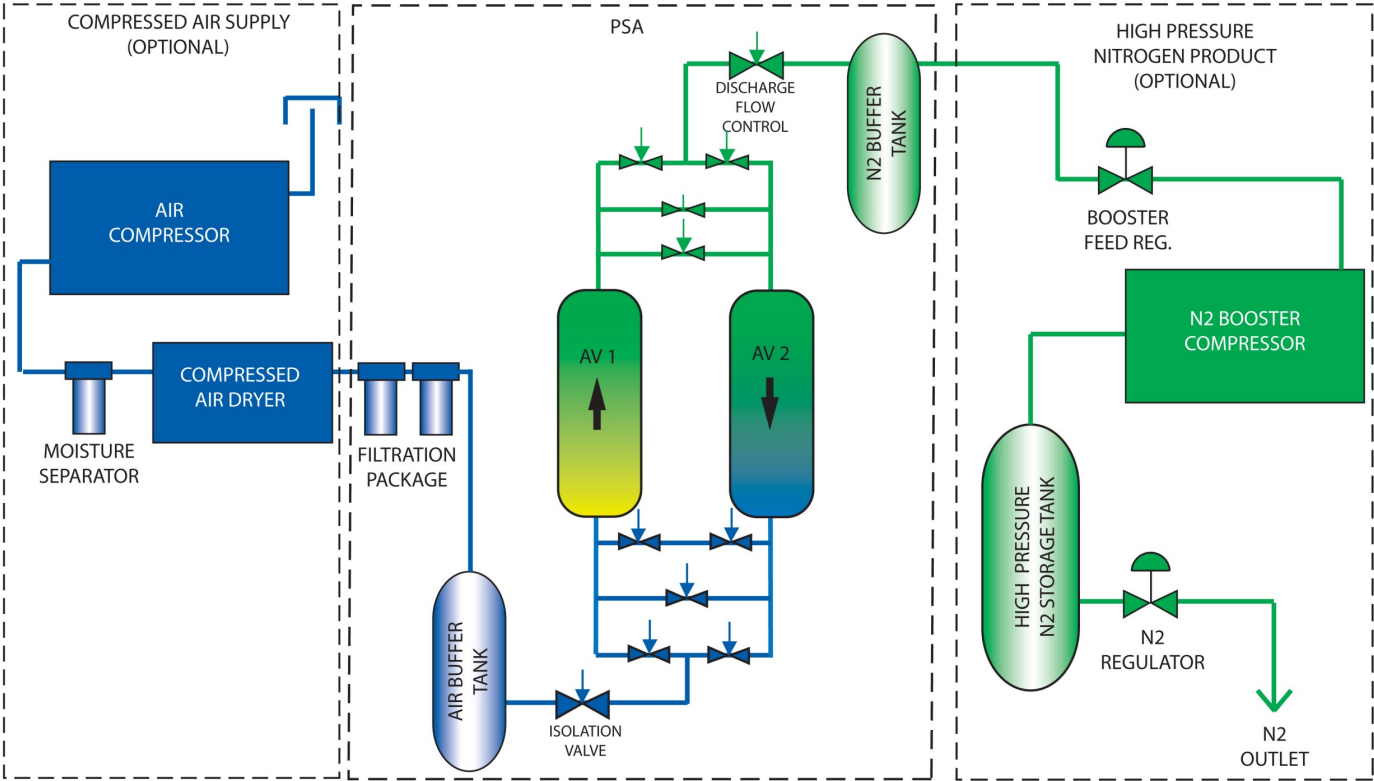 COMPRESSED AIR SUPPLY
(OPTIONAL)
AIR
COMPRESSOR
MOISTURE
SEPARATOR
COMPRESSED
AIR DRYER
PSA
FILTRATION
PACKAGE
AIR BUFFER
TANK
ISOLATION
VALVE
AV 1
AV 2
DISCHARGE
FLOW
CONTROL
N2 BUFFER
TANK
HIGH PRESSURE
NITROGEN PRODUCT
(OPTIONAL)
BOOSTER
FEED REG.
N2 BOOSTER
COMPRESSOR
HIGH PRESSURE
N2 STORAGE TANK
N2
REGULATOR
N2
OUTLET